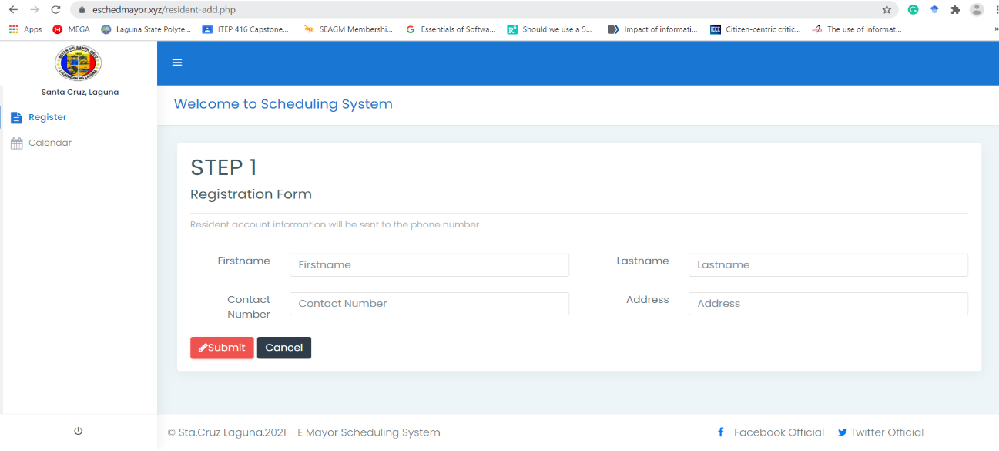 eschedmayor.xyz/resident-add.php
Apps MEGA Laguna State Polyte... ITEP 416 Capstone... SEAGM Membershi... Essentials of Softwa... Should we use a 5... Impact of informati... Citizen-centric critic... The use of informat...
Santa Cruz, Laguna
Register
Calendar
Welcome to Scheduling System
STEP 1
Registration Form
Resident account information will be sent to the phone number.
Firstname Firstname Lastname Lastname
Contact Number Contact Number Address Address
Submit Cancel
© Sta.Cruz Laguna.2021 - E Mayor Scheduling System Facebook Official Twitter Official